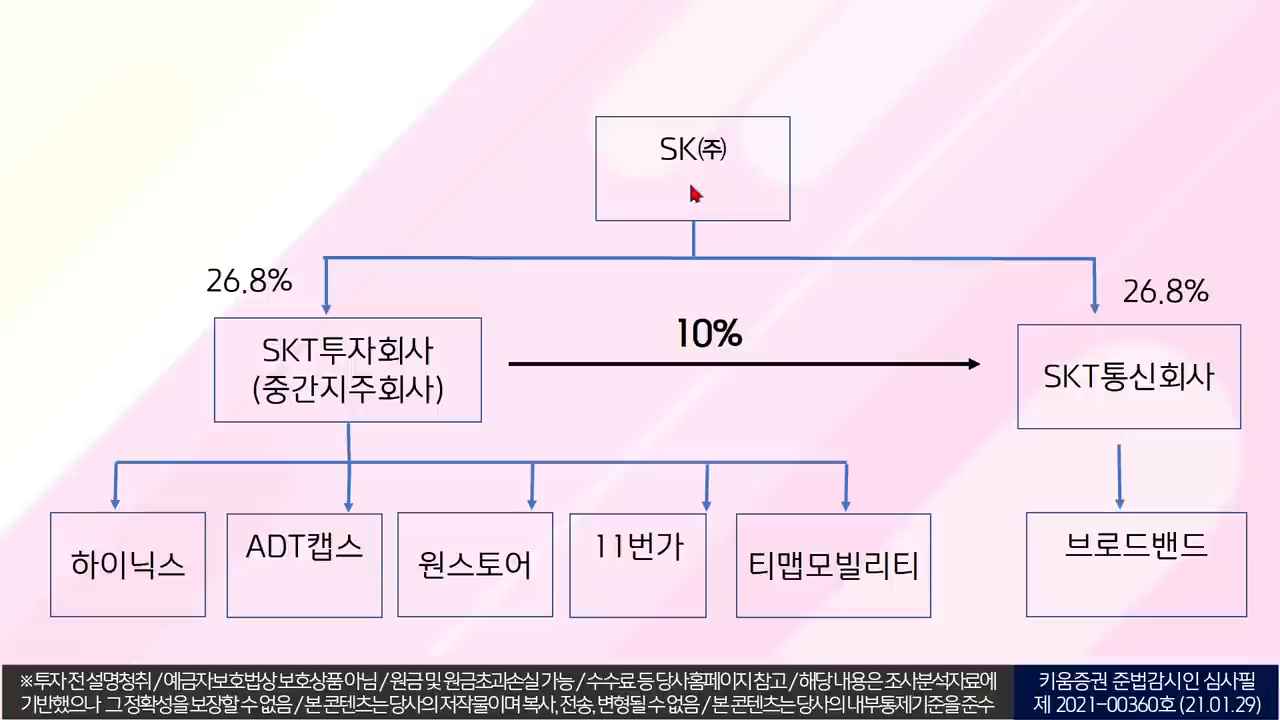 SK㈜
26.8%
26.8%
10%
SKT투자회사
(중간지주회사)
SKT통신회사
하이닉스
ADT캡스
원스토어
11번가
티맵모빌리티
브로드밴드
※ 투자 전 설명청취 / 예금자보호법상 보호상품 아님 / 원금 및 원금초과손실 가능 / 수수료 등 당사홈페이지 참고 / 해당 내용은 조사분석자료에
기반했으나 그 정확성을 보장할 수 없음 / 본 콘텐츠는 당사의 저작물이며 복사, 전송, 변형될 수 없음 / 본 콘텐츠는 당사의 내부통제기준을 준수
키움증권 준법감시인 심사필
제 2021-00360호 (21.01.29)